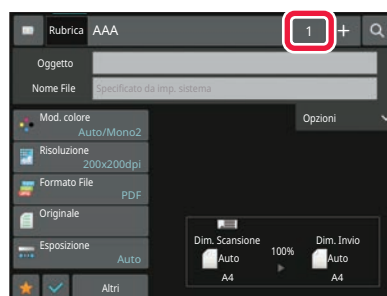 Rubrica AAA 1 +
Oggetto
Nome File Specificato da imp. sistema
Mod. colore
Auto/Mono2
Opzioni
Risoluzione
200x200dpi
Formato File
PDF
Originale
Esposizione
Auto
Dim. Scansione
Auto
A4
100%
Dim. Invio
Auto
A4
Altri